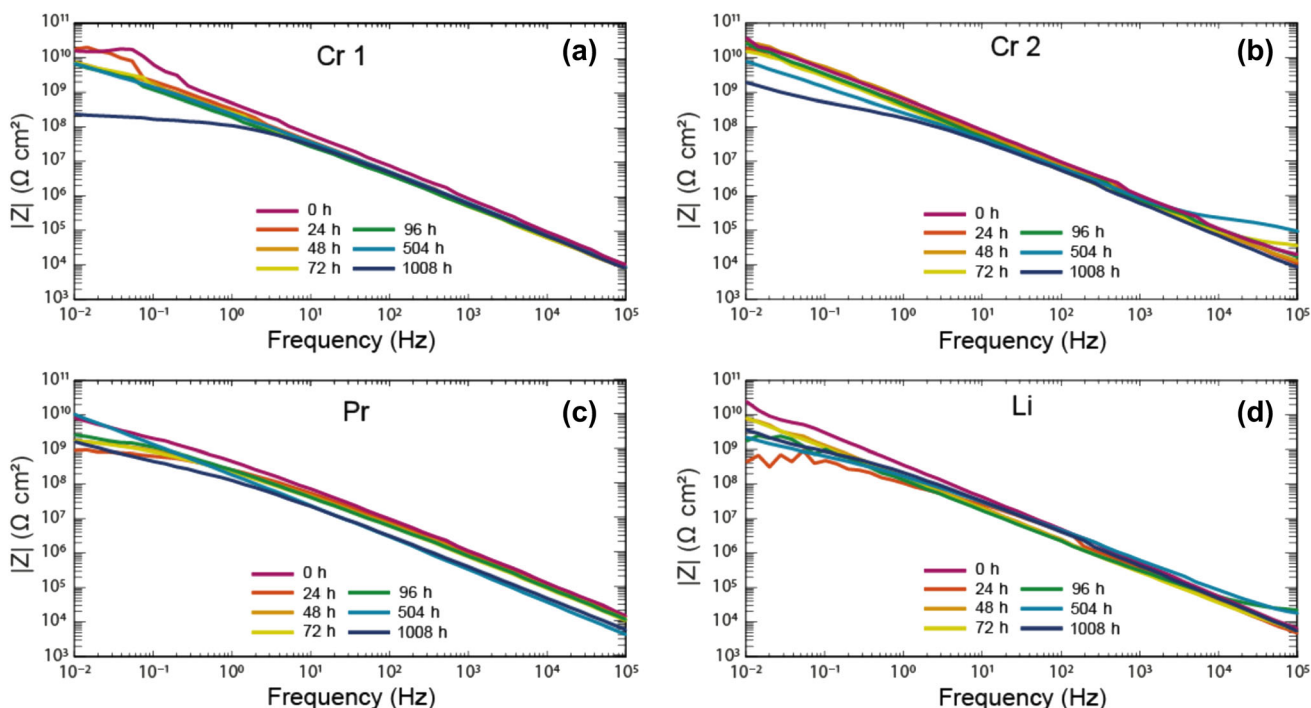 Cr 1
(a)
|Z| (Ω cm²)
10¹¹
10¹⁰
10⁹
10⁸
10⁷
10⁶
10⁵
10⁴
10³
0 h
24 h 96 h
48 h 504 h
72 h 1008 h
10⁻² 10⁻¹ 10⁰ 10¹ 10² 10³ 10⁴ 10⁵
Frequency (Hz)
Cr 2
(b)
|Z| (Ω cm²)
10¹¹
10¹⁰
10⁹
10⁸
10⁷
10⁶
10⁵
10⁴
10³
0 h
24 h 96 h
48 h 504 h
72 h 1008 h
10⁻² 10⁻¹ 10⁰ 10¹ 10² 10³ 10⁴ 10⁵
Frequency (Hz)
Pr
(c)
|Z| (Ω cm²)
10¹¹
10¹⁰
10⁹
10⁸
10⁷
10⁶
10⁵
10⁴
10³
0 h
24 h 96 h
48 h 504 h
72 h 1008 h
10⁻² 10⁻¹ 10⁰ 10¹ 10² 10³ 10⁴ 10⁵
Frequency (Hz)
Li
(d)
|Z| (Ω cm²)
10¹¹
10¹⁰
10⁹
10⁸
10⁷
10⁶
10⁵
10⁴
10³
0 h
24 h 96 h
48 h 504 h
72 h 1008 h
10⁻² 10⁻¹ 10⁰ 10¹ 10² 10³ 10⁴ 10⁵
Frequency (Hz)